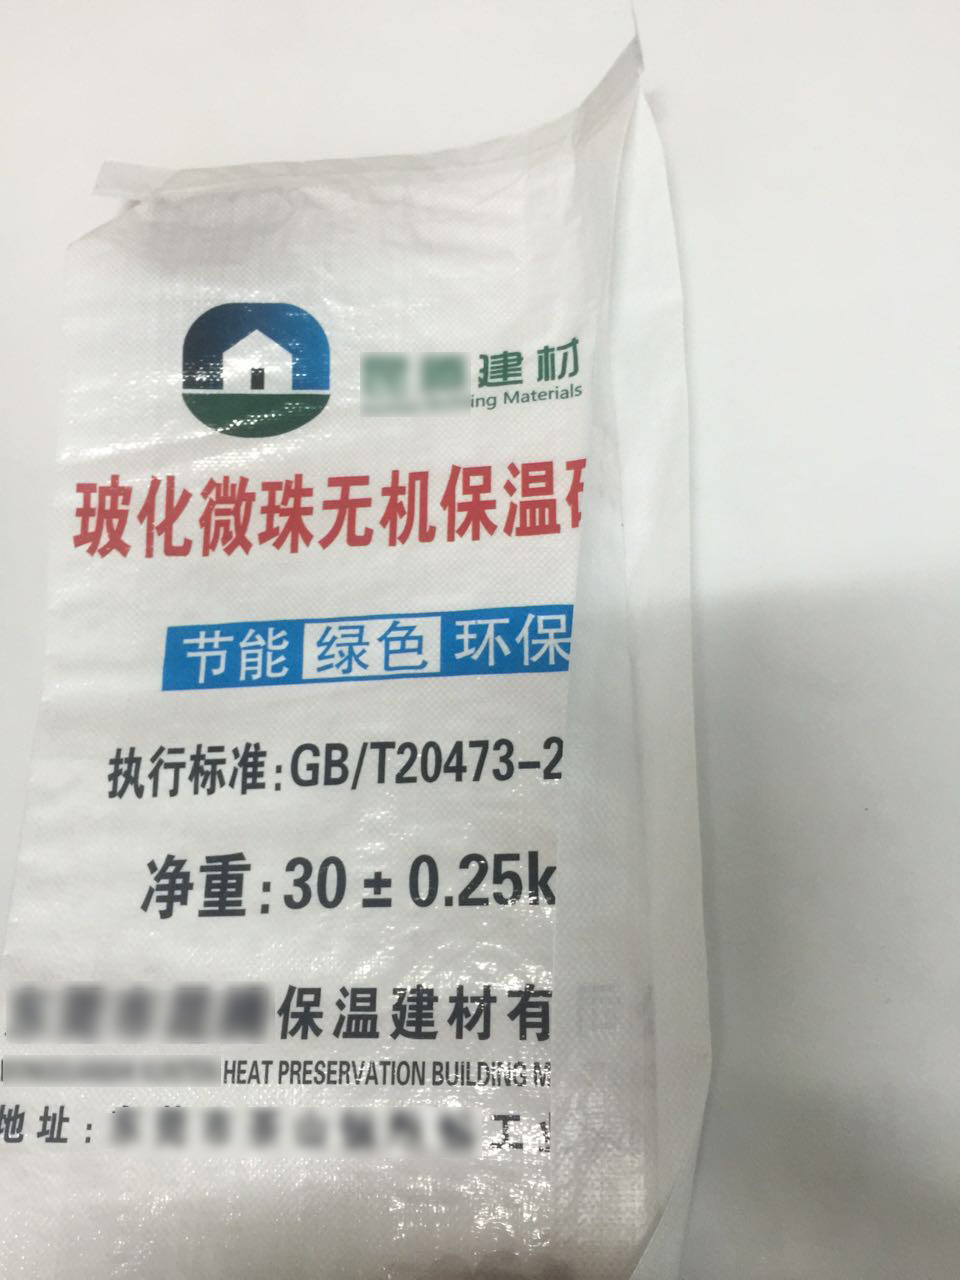 建材
ing Materials
玻化微珠无机保温
节能 绿色 环保
执行标准:GB/T20473-2
净重:30±0.25k
保温建材有
HEAT PRESERVATION BUILDING M
地址: 工